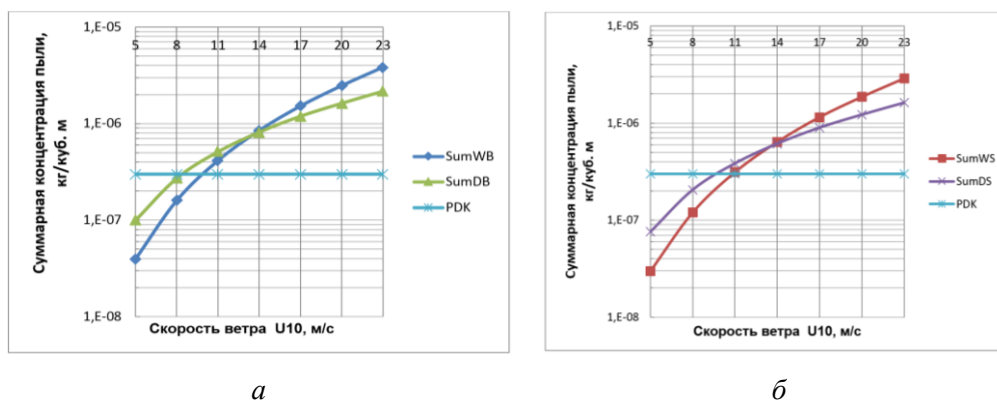 1,E-05
5 8 11 14 17 20 23
1,E-06
1,E-07
1,E-08
Суммарная концентрация пыли,
кг/куб. м
Скорость ветра U10, м/с
SumWB
SumDB
PDK
а
1,E-05
5 8 11 14 17 20 23
1,E-06
1,E-07
1,E-08
Суммарная концентрация пыли,
кг/куб. м
Скорость ветра U10, м/с
SumWS
SumDS
PDK
б